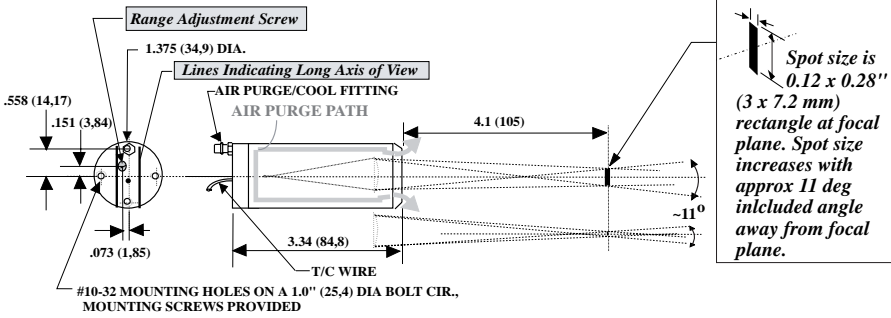 Range Adjustment Screw
1.375 (34,9) DIA.
Lines Indicating Long Axis of View
AIR PURGE/COOL FITTING
AIR PURGE PATH
.558 (14,17)
.151 (3,84)
4.1 (105)
~11o
.073 (1,85)
3.34 (84,8)
T/C WIRE
#10-32 MOUNTING HOLES ON A 1.0" (25,4) DIA BOLT CIR.,
MOUNTING SCREWS PROVIDED
Spot size is
0.12 x 0.28"
(3 x 7.2 mm)
rectangle at focal
plane. Spot size
increases with
approx 11 deg
inlcluded angle
away from focal
plane.